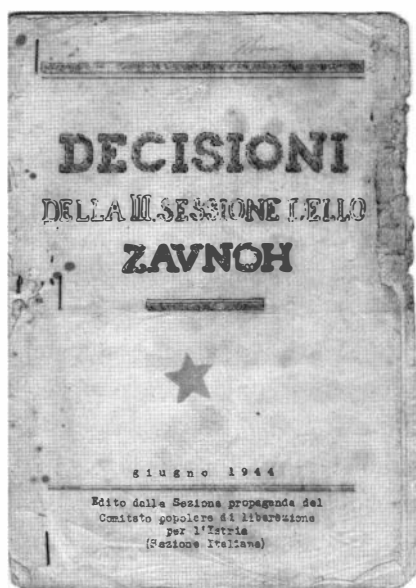 DECISIONI
DELLA III. SESSIONE DELLO
ZAVNOH
giugno 1944
Edito dalla Sezione propaganda del
Comitato popolare di liberazione
per l'Istria
(Sezione Italiana)